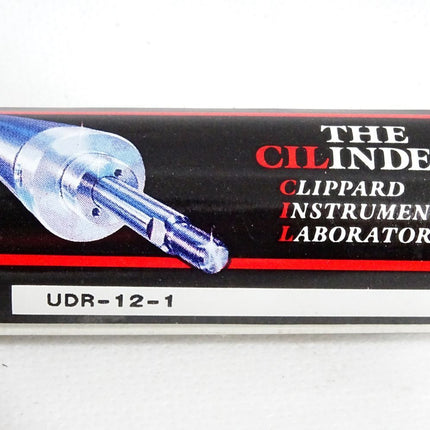 THE
CILINDE
CLIPPARD
INSTRUMEN
LABORATOR
UDR-12-1